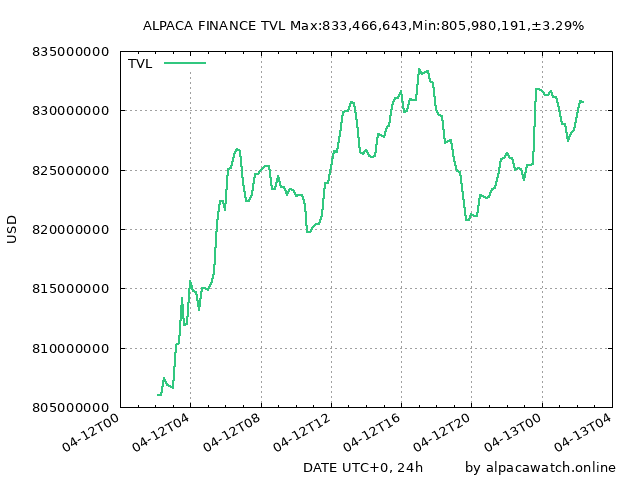 ALPACA FINANCE TVL Max:833,466,643,Min:805,980,191,±3.29%
TVL
835000000
830000000
825000000
820000000
815000000
810000000
805000000
USD
04-12T00
04-12T04
04-12T08
04-12T12
04-12T16
04-12T20
04-13T00
04-13T04
DATE UTC+0, 24h
by alpacawatch.online